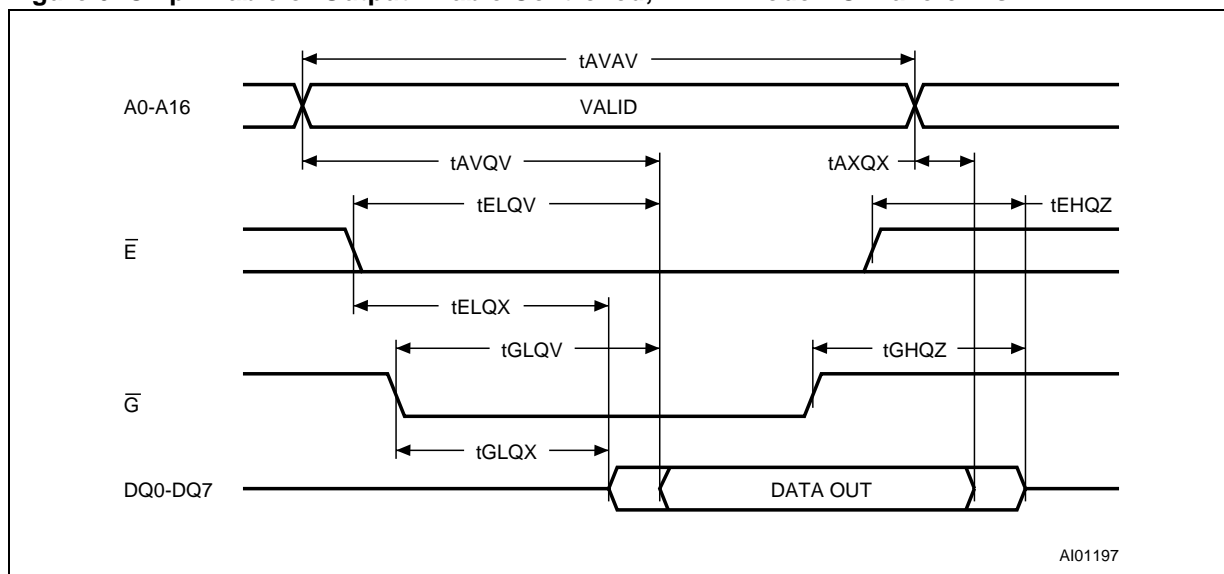 tAVAV
A0-A16
VALID
tAVQV
tAXQX
tELQV
tEHQZ
E̅
tELQX
tGLQV
tGHQZ
G̅
tGLQX
DQ0-DQ7
DATA OUT
AI01197